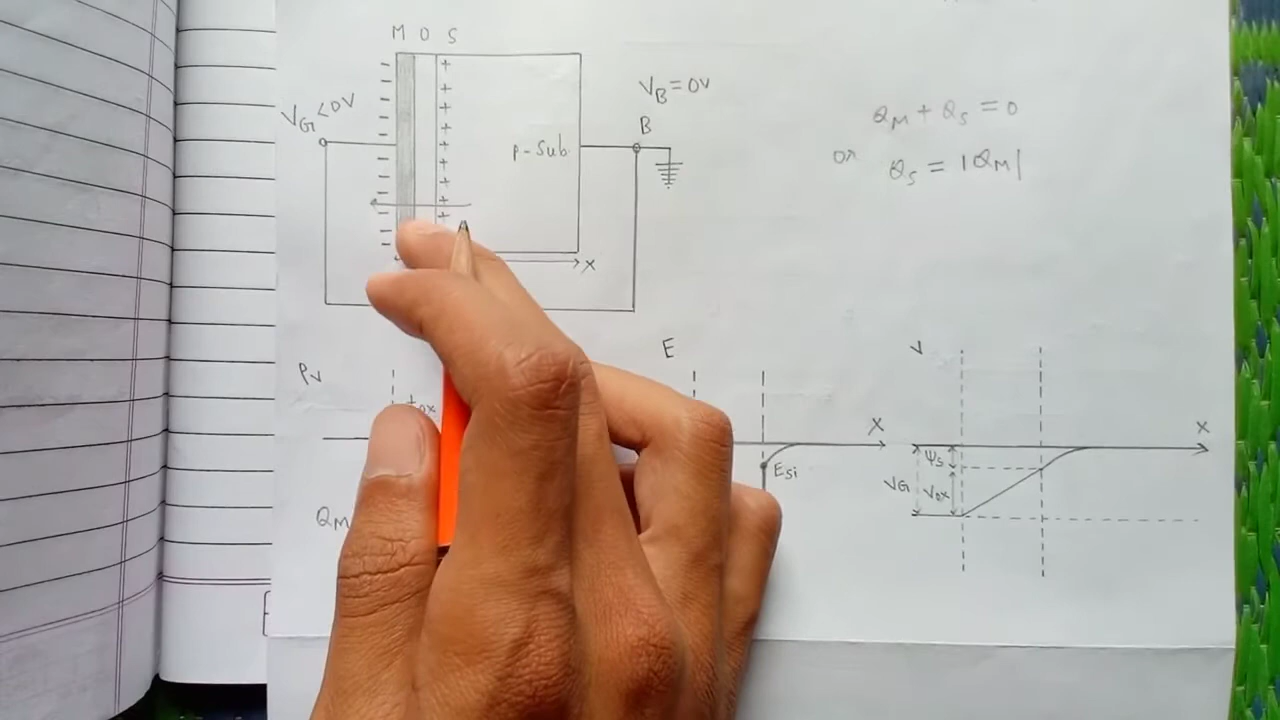 M O S
VG < 0V
VB = 0V
B
p-Sub
X
QM + QS = 0
or QS = |QM|
ρv
tox
QM
E
X
Esi
V
X
ψs
VG
Vox